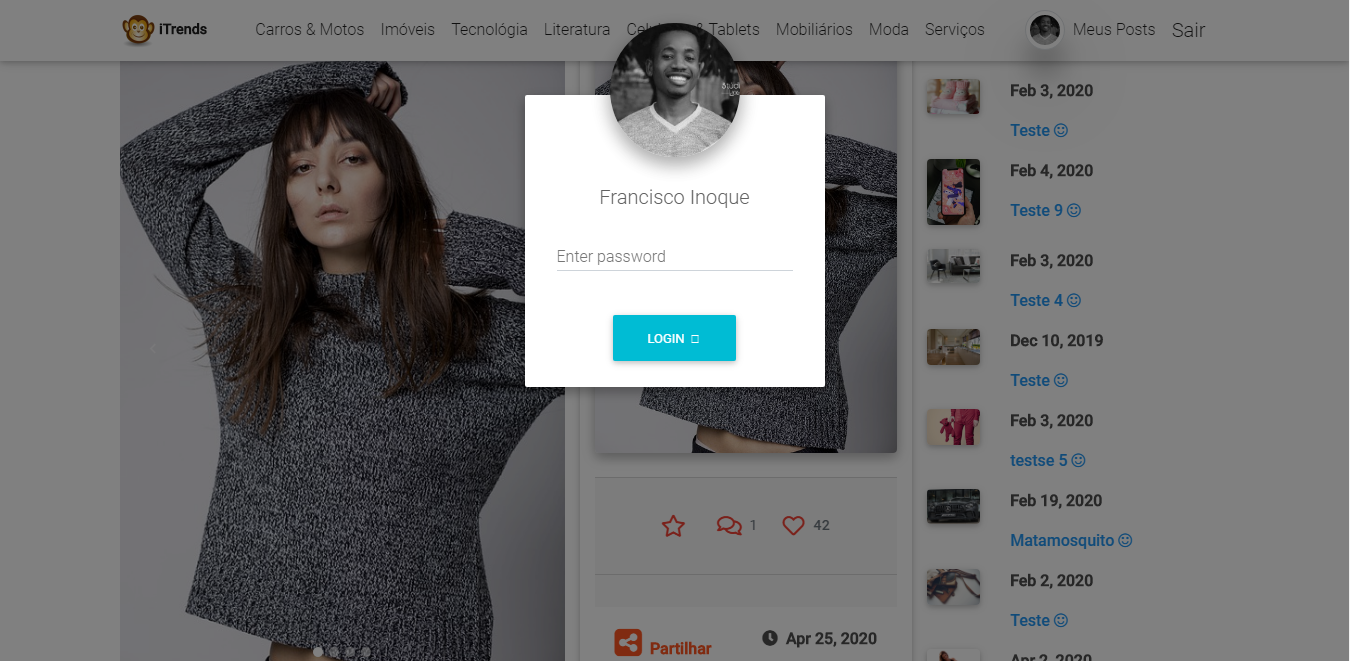 iTrends
Carros & Motos
Imóveis
Tecnológia
Literatura
& Tablets
Mobiliários
Moda
Serviços
Meus Posts
Sair
Francisco Inoque
Enter password
LOGIN
1
42
Partilhar
Apr 25, 2020
Feb 3, 2020
Teste
Feb 4, 2020
Teste 9
Feb 3, 2020
Teste 4
Dec 10, 2019
Teste
Feb 3, 2020
testse 5
Feb 19, 2020
Matamosquito
Feb 2, 2020
Teste
Apr 2, 2020